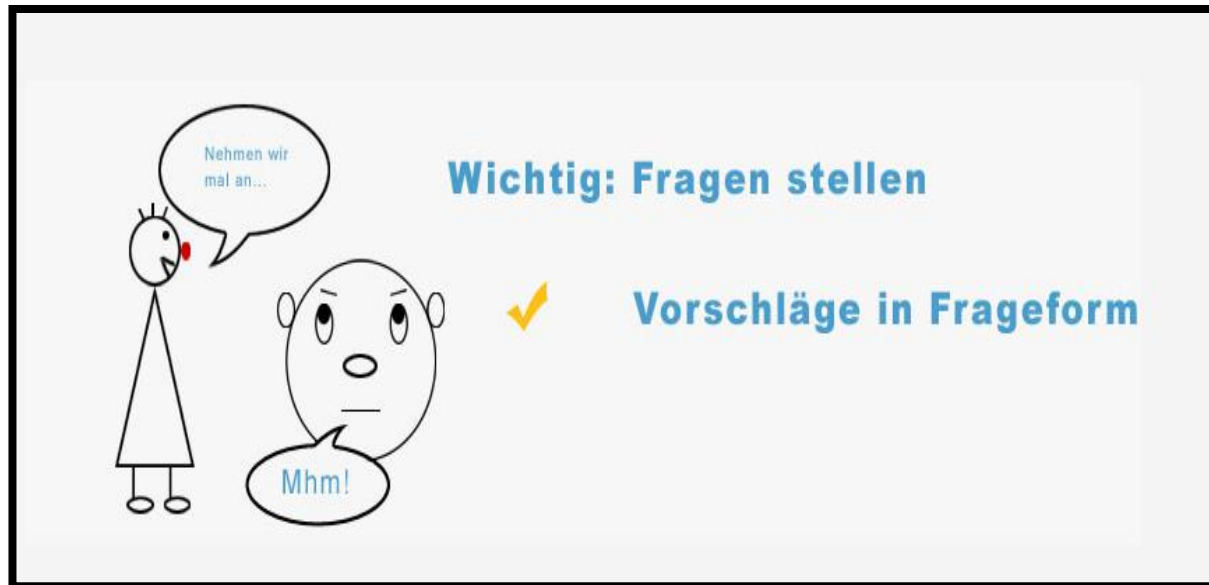 Nehmen wir
mal an...
Wichtig: Fragen stellen
Vorschläge in Frageform
Mhm!